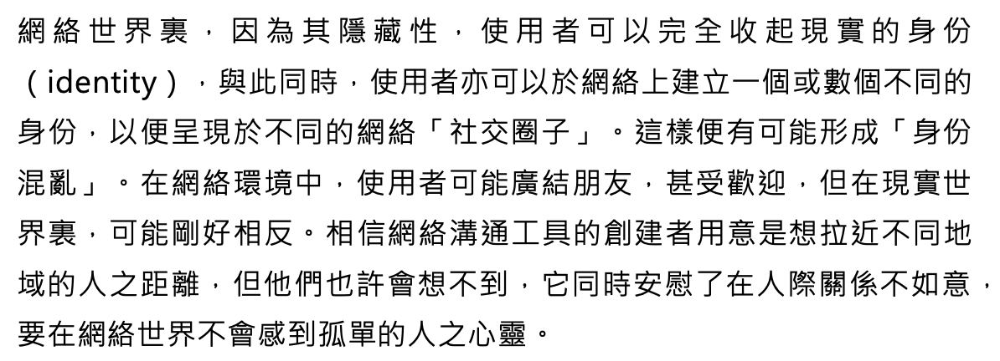 網絡世界裏，因為其隱藏性，使用者可以完全收起現實的身份
（identity），與此同時，使用者亦可以於網絡上建立一個或數個不同的
身份，以便呈現於不同的網絡「社交圈子」。這樣便有可能形成「身份
混亂」。在網絡環境中，使用者可能廣結朋友，甚受歡迎，但在現實世
界裏，可能剛好相反。相信網絡溝通工具的創建者用意是想拉近不同地
域的人之距離，但他們也許會想不到，它同時安慰了在人際關係不如意，
要在網絡世界不會感到孤單的人之心靈。